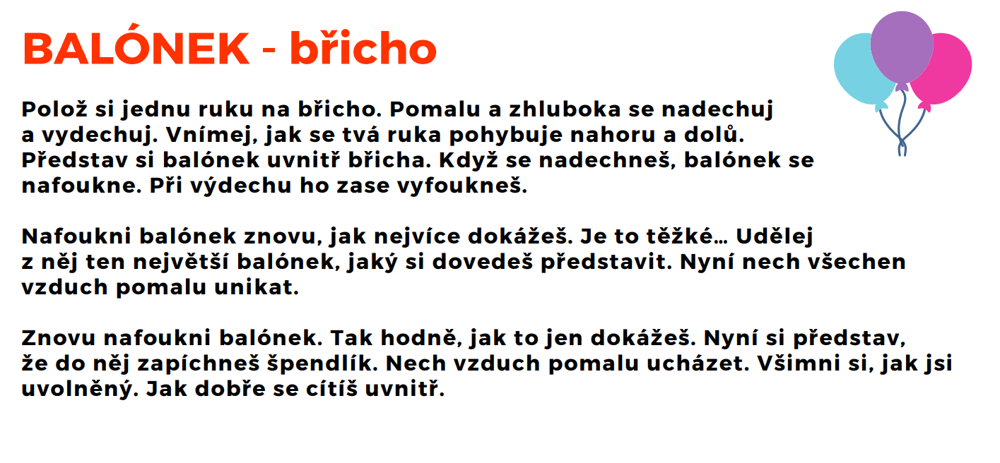 BALÓNEK - břicho
Polož si jednu ruku na břicho. Pomalu a zhluboka se nadechuj
a vydechuj. Vnímej, jak se tvá ruka pohybuje nahoru a dolů.
Představ si balónek uvnitř břicha. Když se nadechneš, balónek se
nafoukne. Při výdechu ho zase vyfoukneš.
Nafoukni balónek znovu, jak nejvíce dokážeš. Je to těžké... Udělej
z něj ten největší balónek, jaký si dovedeš představit. Nyní nech všechen
vzduch pomalu unikat.
Znovu nafoukni balónek. Tak hodně, jak to jen dokážeš. Nyní si představ,
že do něj zapíchneš špendlík. Nech vzduch pomalu ucházet. Všimni si, jak jsi
uvolněný. Jak dobře se cítíš uvnitř.